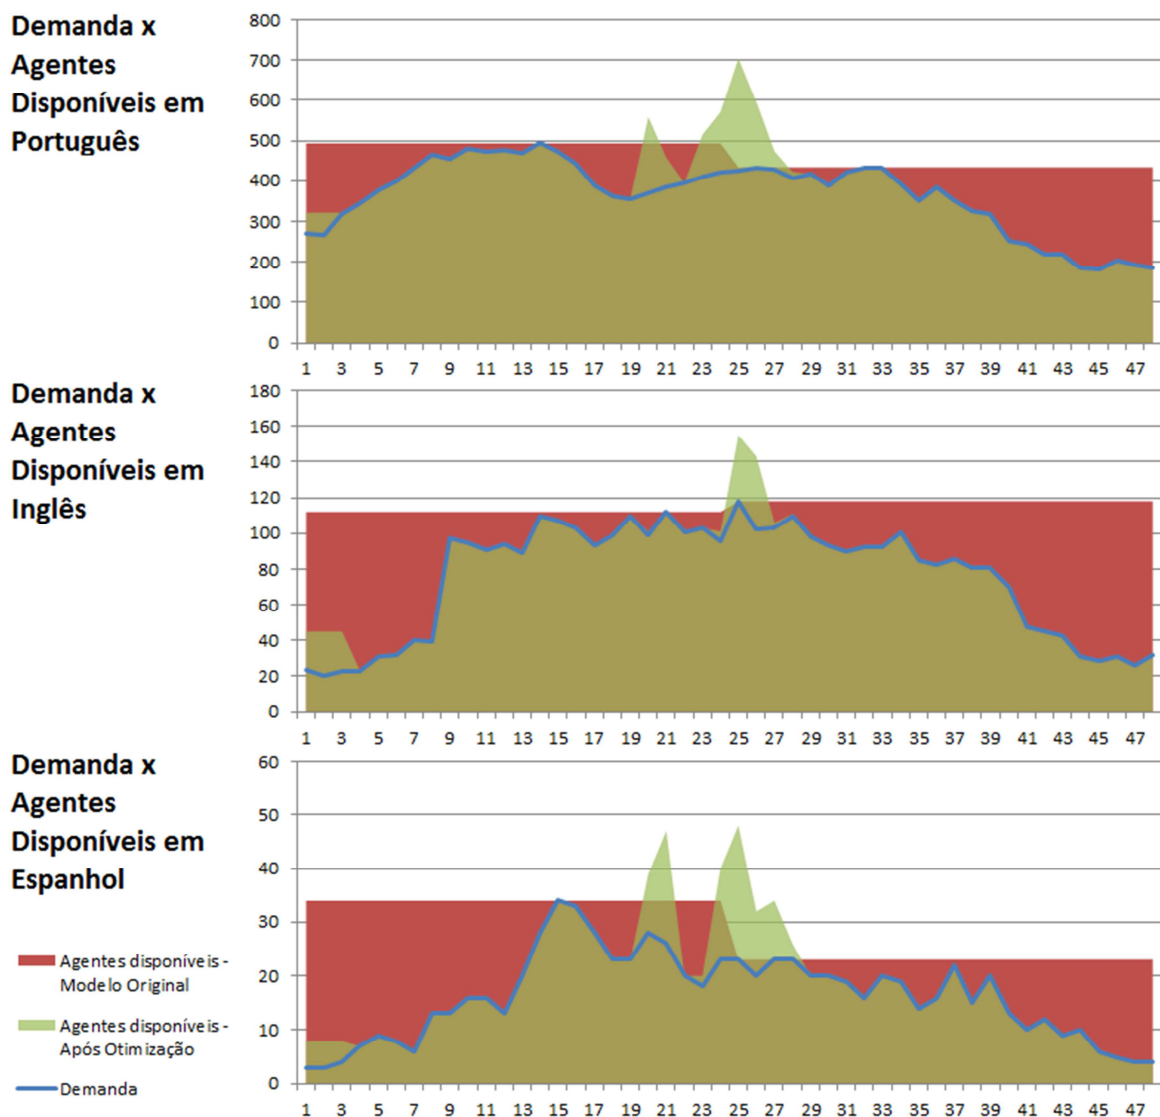 Demanda x
Agentes
Disponíveis em
Português
800
700
600
500
400
300
200
100
0
1 3 5 7 9 11 13 15 17 19 21 23 25 27 29 31 33 35 37 39 41 43 45 47
Demanda x
Agentes
Disponíveis em
Inglês
180
160
140
120
100
80
60
40
20
0
1 3 5 7 9 11 13 15 17 19 21 23 25 27 29 31 33 35 37 39 41 43 45 47
Demanda x
Agentes
Disponíveis em
Espanhol
60
50
40
30
20
10
0
1 3 5 7 9 11 13 15 17 19 21 23 25 27 29 31 33 35 37 39 41 43 45 47
Agentes disponíveis -
Modelo Original
Agentes disponíveis -
Após Otimização
Demanda